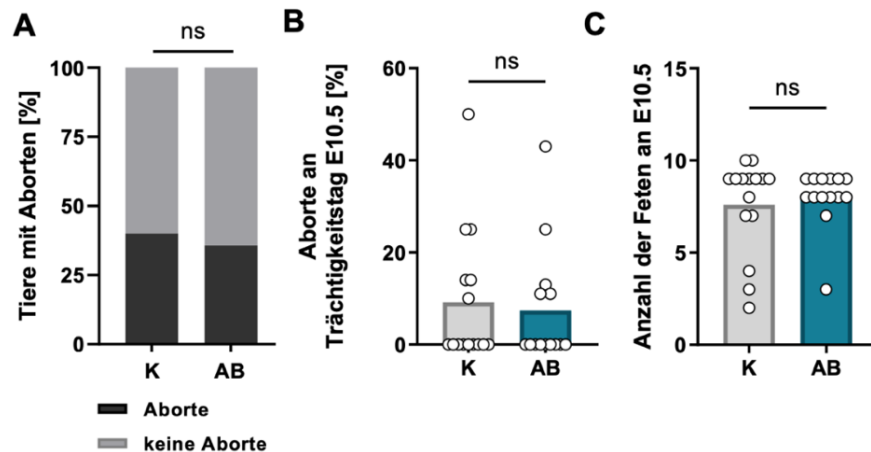 A
ns
Tiere mit Aborten [%]
100
75
50
25
0
K
AB
Aborte
keine Aborte
B
ns
Aborte an
Trächtigkeitstag E10.5 [%]
60
40
20
0
K
AB
C
ns
Anzahl der Feten an E10.5
15
10
5
0
K
AB